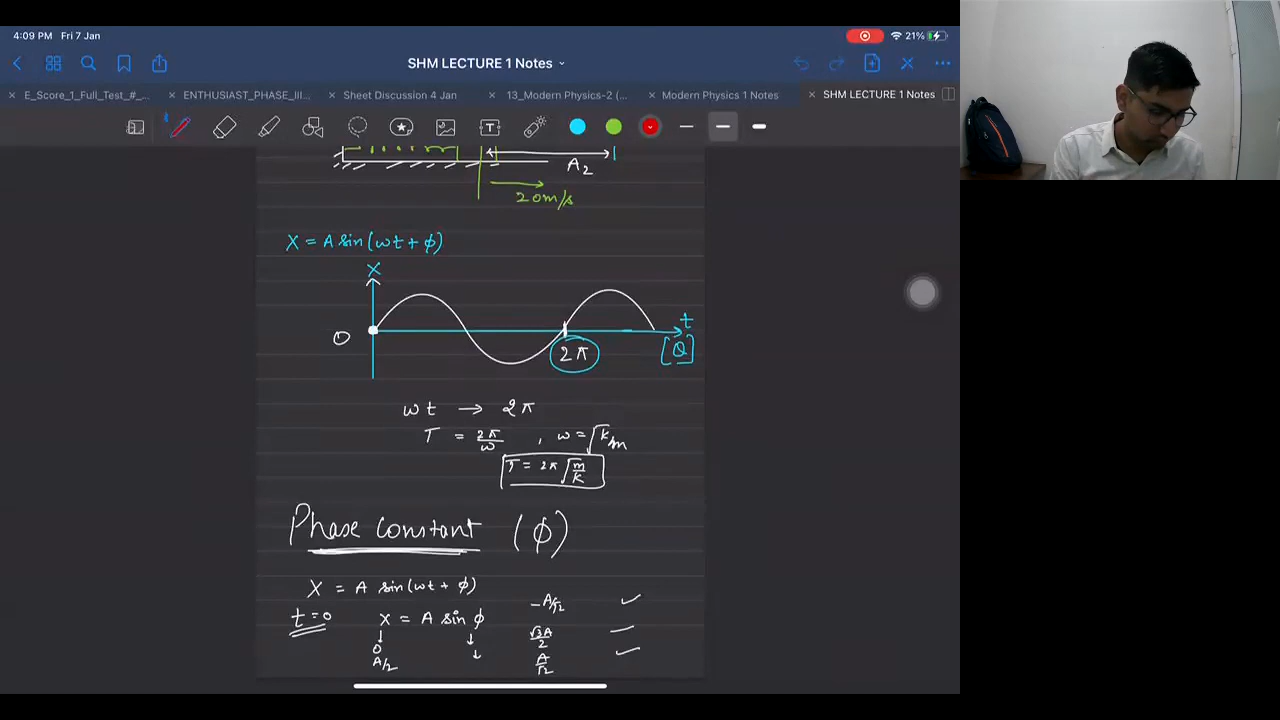 4:09 PM Fri 7 Jan
21%
SHM LECTURE 1 Notes
E_Score_1_Full_Test_#_...
ENTHUSIAST_PHASE_III...
Sheet Discussion 4 Jan
13_Modern Physics-2 (...
Modern Physics 1 Notes
SHM LECTURE 1 Notes
A₂
20m/s
X = A sin(ωt + ϕ)
X
t
O
2π
[θ]
ωt → 2π
T = 2π/ω , ω = √k/m
T = 2π √m/k
Phase constant (ϕ)
X = A sin(ωt + ϕ)
-A/√2 ✓
t=0 x = A sin ϕ
↓ ↓ √3A/2 –
0 ↓
A/2 A/√2 ✓